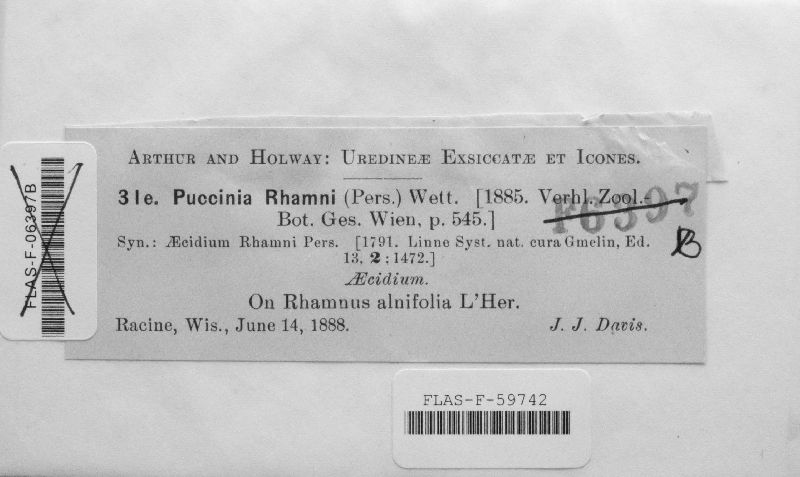 ARTHUR AND HOLWAY: UREDINEÆ EXSICCATÆ ET ICONES.
31e. Puccinia Rhamni (Pers.) Wett. [1885. Verhl. Zool.-
Bot. Ges. Wien, p. 545.]
F6397
B
Syn.: Æcidium Rhamni Pers. [1791. Linne Syst. nat. cura Gmelin, Ed.
13, 2 : 1472.]
Æcidium.
On Rhamnus alnifolia L'Her.
Racine, Wis., June 14, 1888. J. J. Davis.
FLAS-F-06397B
FLAS-F-59742